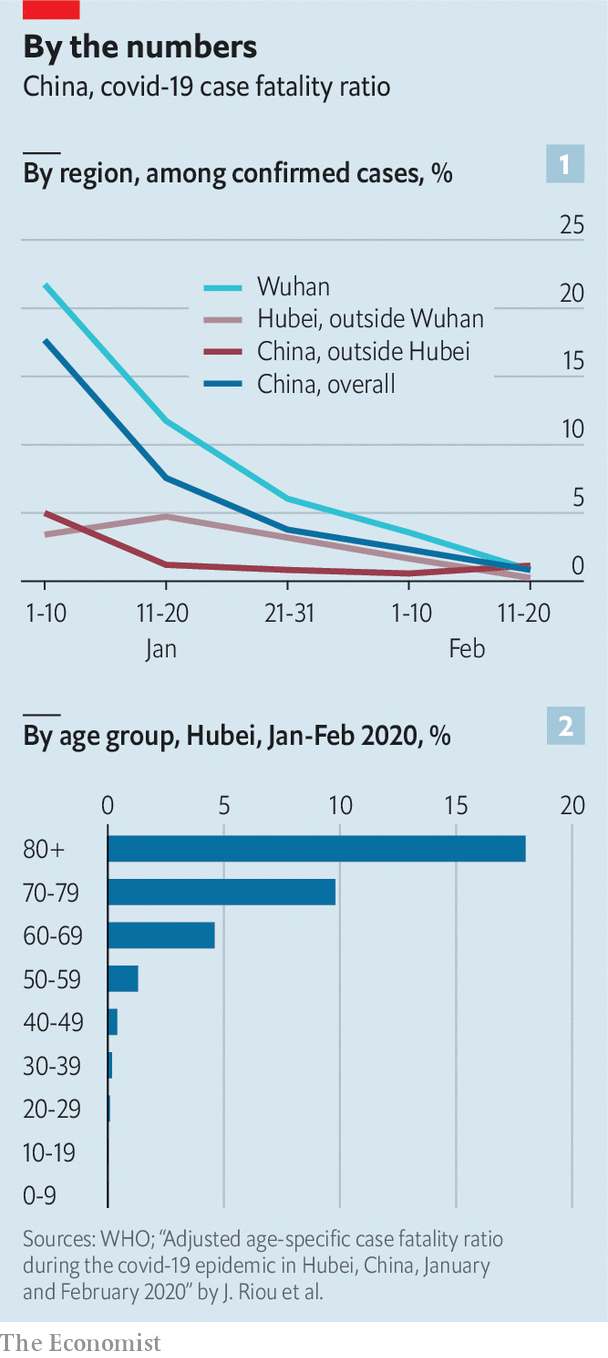 By the numbers
China, covid-19 case fatality ratio
By region, among confirmed cases, %
1
25
20
15
10
5
0
Wuhan
Hubei, outside Wuhan
China, outside Hubei
China, overall
1-10 11-20 21-31 1-10 11-20
Jan Feb
By age group, Hubei, Jan-Feb 2020, %
2
0 5 10 15 20
80+
70-79
60-69
50-59
40-49
30-39
20-29
10-19
0-9
Sources: WHO; “Adjusted age-specific case fatality ratio
during the covid-19 epidemic in Hubei, China, January
and February 2020” by J. Riou et al.
The Economist